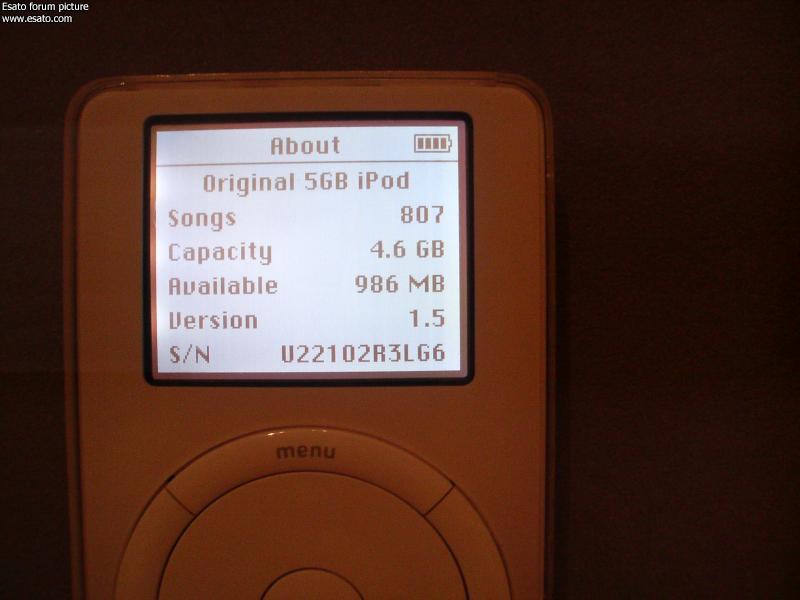 Esato forum picture
www.esato.com
About
Original 5GB iPod
Songs 807
Capacity 4.6 GB
Available 986 MB
Version 1.5
S/N U22102R3LG6
menu